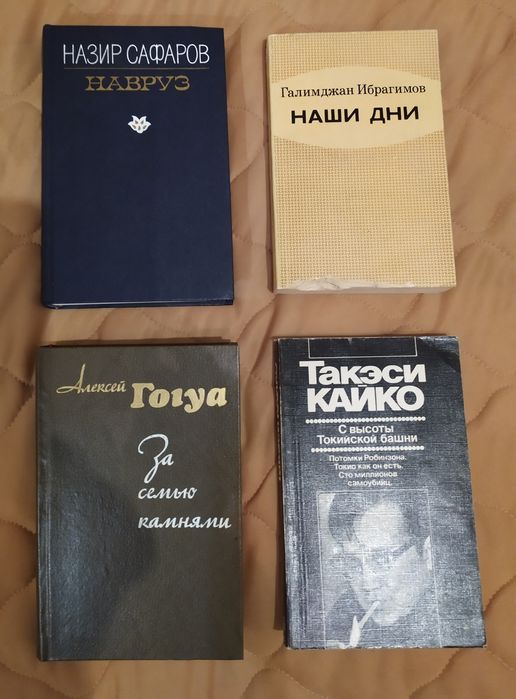 НАЗИР САФАРОВ
НАВРУЗ
Галимджан Ибрагимов
НАШИ ДНИ
Алексей Гогуа
За
семью
камнями
Такэси
КАЙКО
С высоты
Токийской башни
Потомки Робинзона.
Токио как он есть.
Сто миллионов
самоубийц.